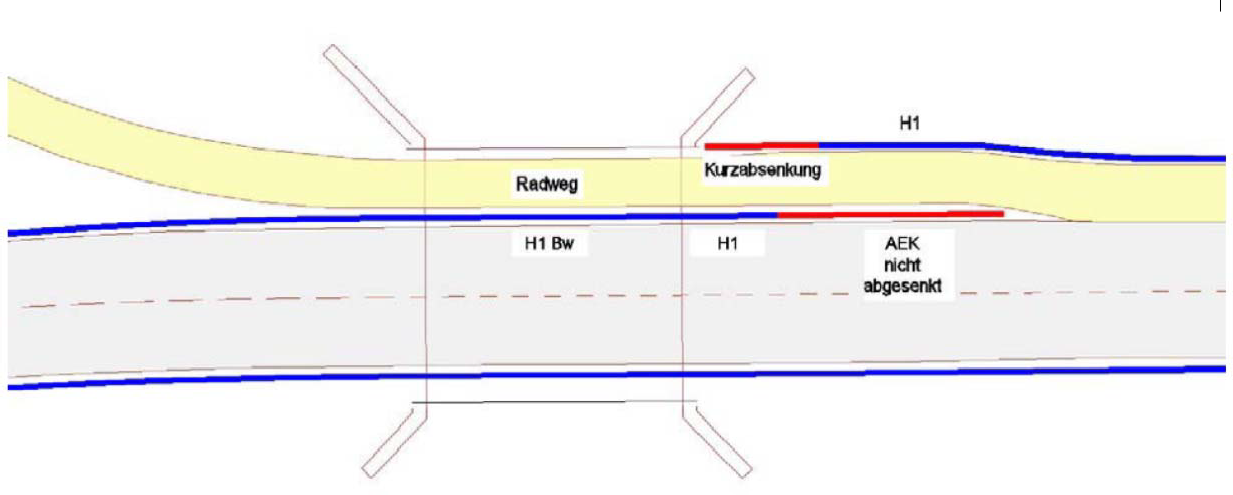 H1
Kurzabsenkung
Radweg
H1 Bw
H1
AEK
nicht
abgesenkt